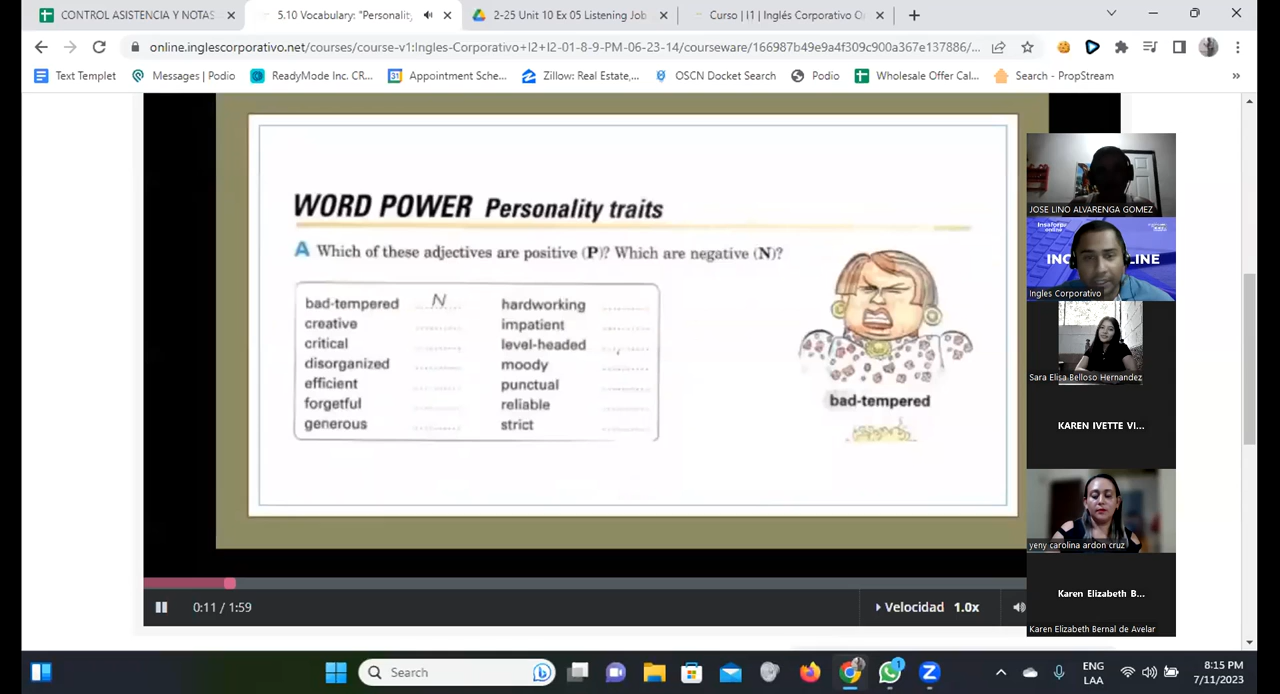 CONTROL ASISTENCIA Y NOTAS
5.10 Vocabulary: "Personality
2-25 Unit 10 Ex 05 Listening Job
Curso | I1 | Inglés Corporativo O
online.inglescorporativo.net/courses/course-v1:Ingles-Corporativo+I2+I2-01-8-9-PM-06-23-14/courseware/166987b49e9a4f309c900a367e137886/...
Text Templet
Messages | Podio
ReadyMode Inc. CR...
Appointment Sche...
Zillow: Real Estate,...
OSCN Docket Search
Podio
Wholesale Offer Cal...
Search - PropStream
WORD POWER Personality traits
A Which of these adjectives are positive (P)? Which are negative (N)?
bad-tempered N hardworking
creative impatient
critical level-headed
disorganized moody
efficient punctual
forgetful reliable
generous strict
bad-tempered
JOSE LINO ALVARENGA GOMEZ
Ingles Corporativo
Sara Elisa Belloso Hernandez
KAREN IVETTE VI...
yeny carolina ardon cruz
Karen Elizabeth B...
Karen Elizabeth Bernal de Avelar
0:11 / 1:59
Velocidad 1.0x
Search
ENG
LAA
8:15 PM
7/11/2023